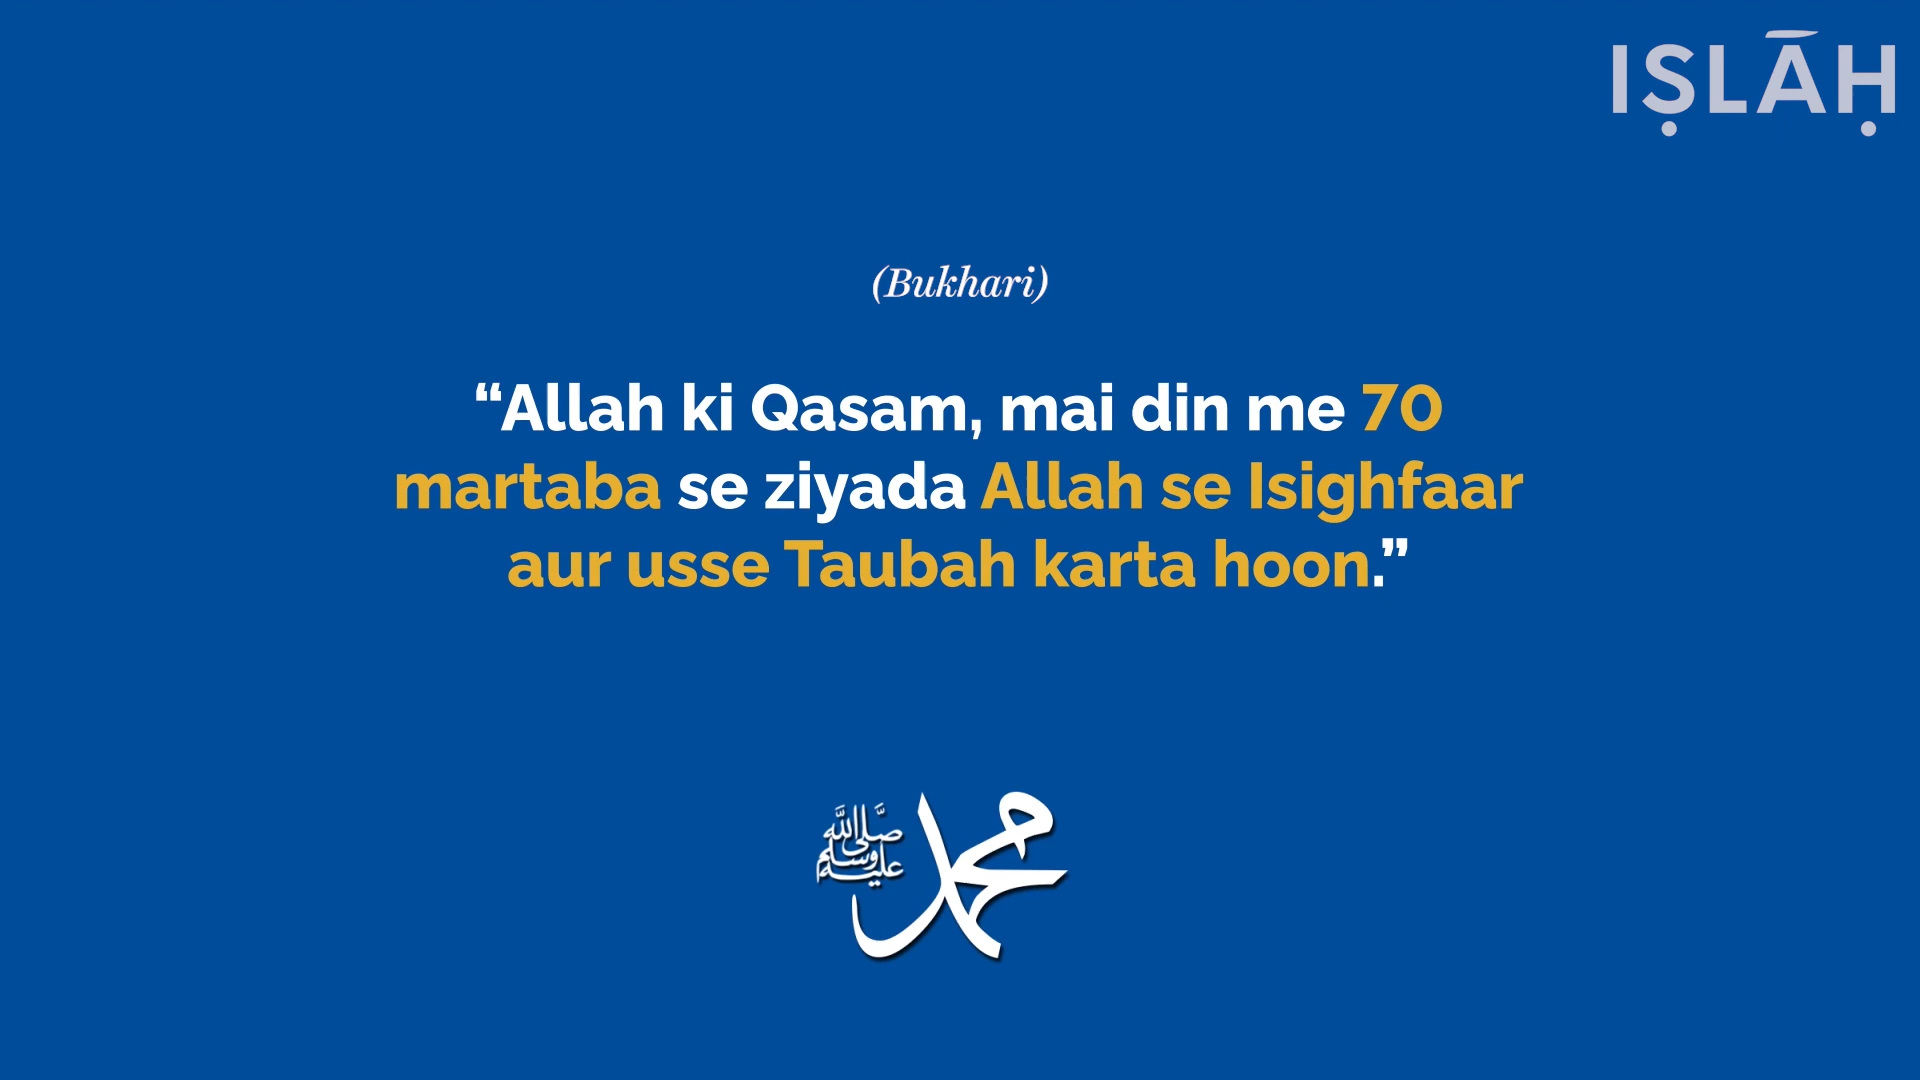 IṢLĀḤ
(Bukhari)
“Allah ki Qasam, mai din me 70
martaba se ziyada Allah se Isighfaar
aur usse Taubah karta hoon.”
محمد صلى الله عليه وسلم